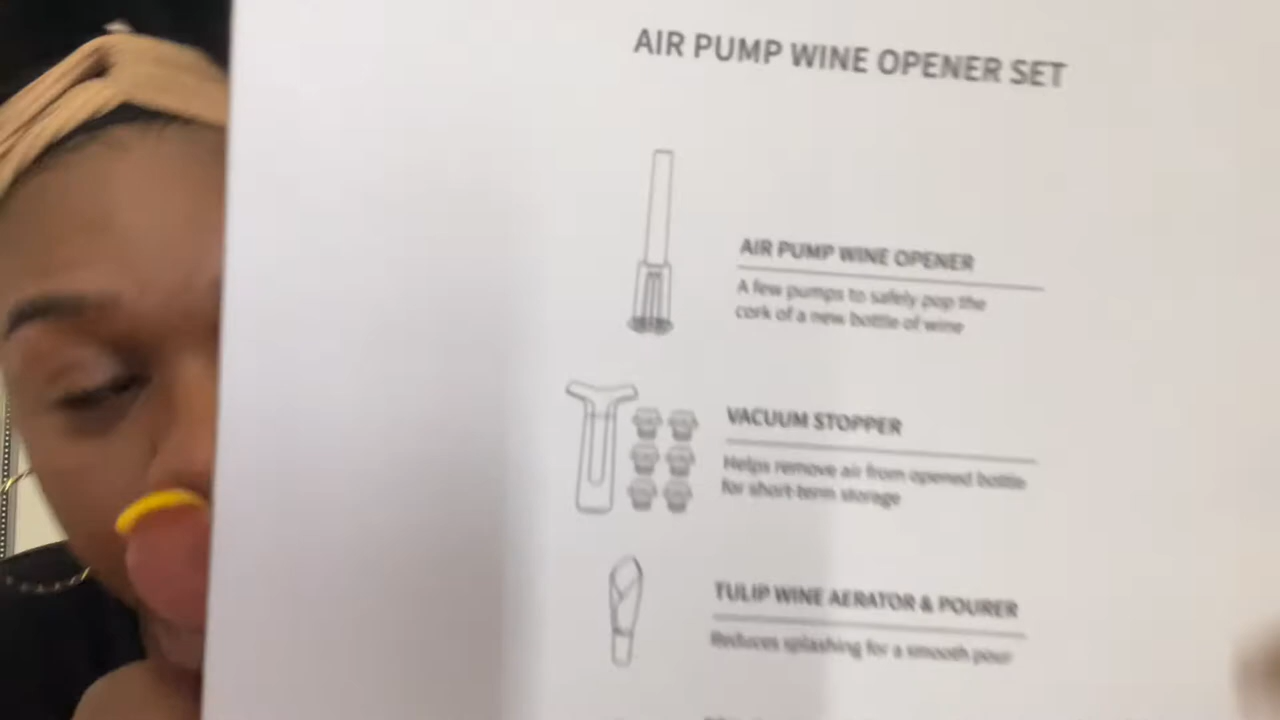 AIR PUMP WINE OPENER SET
AIR PUMP WINE OPENER
A few pumps to safely pop the
cork of a new bottle of wine
VACUUM STOPPER
Helps remove air from opened bottle
for short-term storage
TULIP WINE AERATOR & POURER
Reduces splashing for a smooth pour